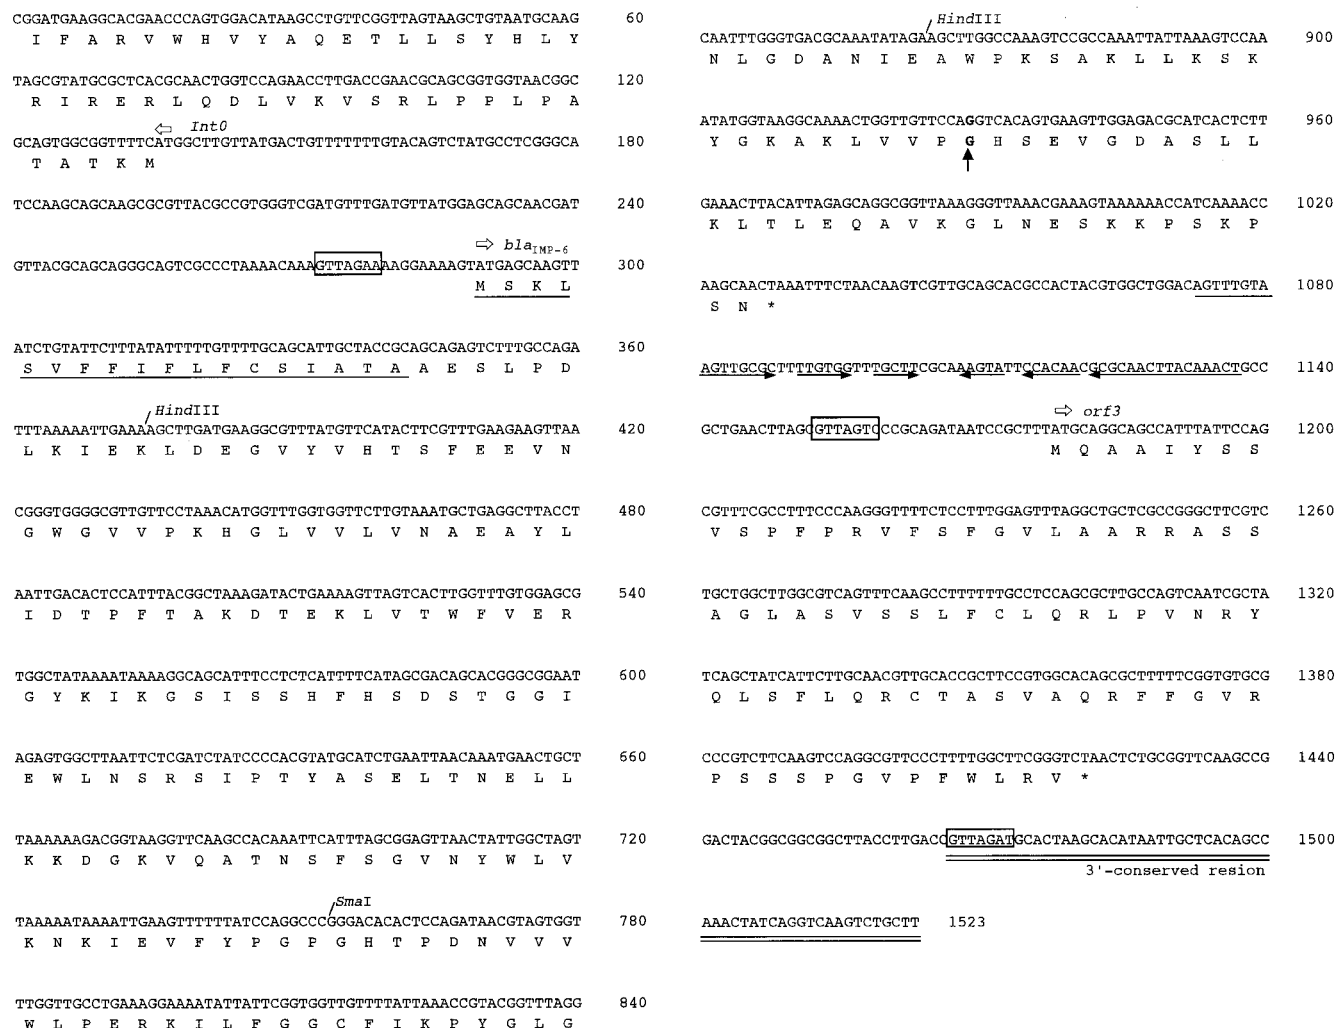 CGGATGAAGGCACGAACCCAGTGGACATAAGCCTGTTCGGTTAGTAAGCTGTAATGCAAG 60
I F A R V W H V Y A Q E T L L S Y H L Y
TAGCGTATGCGCTCACGCAACTGGTCCAGAACCTTGACCGAACGCAGCGGTGGTAACGGC 120
R I R E R L Q D L V K V S R L P P L P A
⇦ Int0
GCAGTGGCGGTTTTCATGGCTTGTTATGACTGTTTTTTTGTACAGTCTATGCCTCGGGCA 180
T A T K M
TCCAAGCAGCAAGCGCGTTACGCCGTGGGTCGATGTTTGATGTTATGGAGCAGCAACGAT 240
⇨ blaIMP-6
GTTACGCAGCAGGGCAGTCGCCCTAAAACAAAGTTAGAAAAGGAAAAGTATGAGCAAGTT 300
M S K L
ATCTGTATTCTTTATATTTTTGTTTTGCAGCATTGCTACCGCAGCAGAGTCTTTGCCAGA 360
S V F F I F L F C S I A T A A E S L P D
HindIII
TTTAAAAATTGAAAAGCTTGATGAAGGCGTTTATGTTCATACTTCGTTTGAAGAAGTTAA 420
L K I E K L D E G V Y V H T S F E E V N
CGGGTGGGGCGTTGTTCCTAAACATGGTTTGGTGGTTCTTGTAAATGCTGAGGCTTACCT 480
G W G V V P K H G L V V L V N A E A Y L
AATTGACACTCCATTTACGGCTAAAGATACTGAAAAGTTAGTCACTTGGTTTGTGGAGCG 540
I D T P F T A K D T E K L V T W F V E R
TGGCTATAAAATAAAAGGCAGCATTTCCTCTCATTTTCATAGCGACAGCACGGGCGGAAT 600
G Y K I K G S I S S H F H S D S T G G I
AGAGTGGCTTAATTCTCGATCTATCCCCACGTATGCATCTGAATTAACAAATGAACTGCT 660
E W L N S R S I P T Y A S E L T N E L L
TAAAAAAGACGGTAAGGTTCAAGCCACAAATTCATTTAGCGGAGTTAACTATTGGCTAGT 720
K K D G K V Q A T N S F S G V N Y W L V
SmaI
TAAAAATAAAATTGAAGTTTTTTATCCAGGCCCGGGACACACTCCAGATAACGTAGTGGT 780
K N K I E V F Y P G P G H T P D N V V V
TTGGTTGCCTGAAAGGAAAATATTATTCGGTGGTTGTTTTATTAAACCGTACGGTTTAGG 840
W L P E R K I L F G G C F I K P Y G L G
HindIII
CAATTTGGGTGACGCAAATATAGAAGCTTGGCCAAAGTCCGCCAAATTATTAAAGTCCAA 900
N L G D A N I E A W P K S A K L L K S K
ATATGGTAAGGCAAAACTGGTTGTTCCAGGTCACAGTGAAGTTGGAGACGCATCACTCTT 960
Y G K A K L V V P G H S E V G D A S L L
GAAACTTACATTAGAGCAGGCGGTTAAAGGGTTAAACGAAAGTAAAAAACCATCAAAACC 1020
K L T L E Q A V K G L N E S K K P S K P
AAGCAACTAAATTTCTAACAAGTCGTTGCAGCACGCCACTACGTGGCTGGACAGTTTGTA 1080
S N *
AGTTGCGCTTTTGTGGTTTGCTTCGCAAAGTATTCCACAACGCGCAACTTACAAACTGCC 1140
⇨ orf3
GCTGAACTTAGCGTTAGTCCCGCAGATAATCCGCTTTATGCAGGCAGCCATTTATTCCAG 1200
M Q A A I Y S S
CGTTTCGCCTTTCCCAAGGGTTTTCTCCTTTGGAGTTTAGGCTGCTCGCCGGGCTTCGTC 1260
V S P F P R V F S F G V L A A R R A S S
TGCTGGCTTGGCGTCAGTTTCAAGCCTTTTTTGCCTCCAGCGCTTGCCAGTCAATCGCTA 1320
A G L A S V S S L F C L Q R L P V N R Y
TCAGCTATCATTCTTGCAACGTTGCACCGCTTCCGTGGCACAGCGCTTTTTCGGTGTGCG 1380
Q L S F L Q R C T A S V A Q R F F G V R
CCCGTCTTCAAGTCCAGGCGTTCCCTTTTGGCTTCGGGTCTAACTCTGCGGTTCAAGCCG 1440
P S S S P G V P F W L R V *
GACTACGGCGGCGGCTTACCTTGACCGTTAGATGCACTAAGCACATAATTGCTCACAGCC 1500
3'-conserved resion
AAACTATCAGGTCAAGTCTGCTT 1523